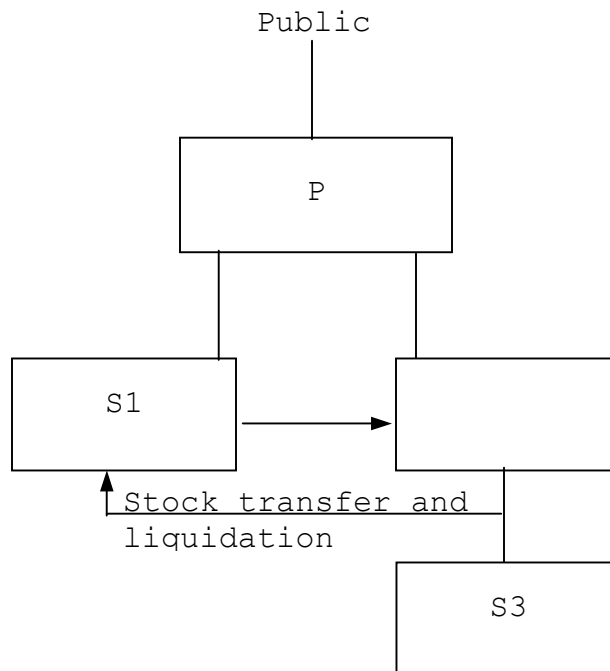 Public
P
S1
Stock transfer and
liquidation
S3